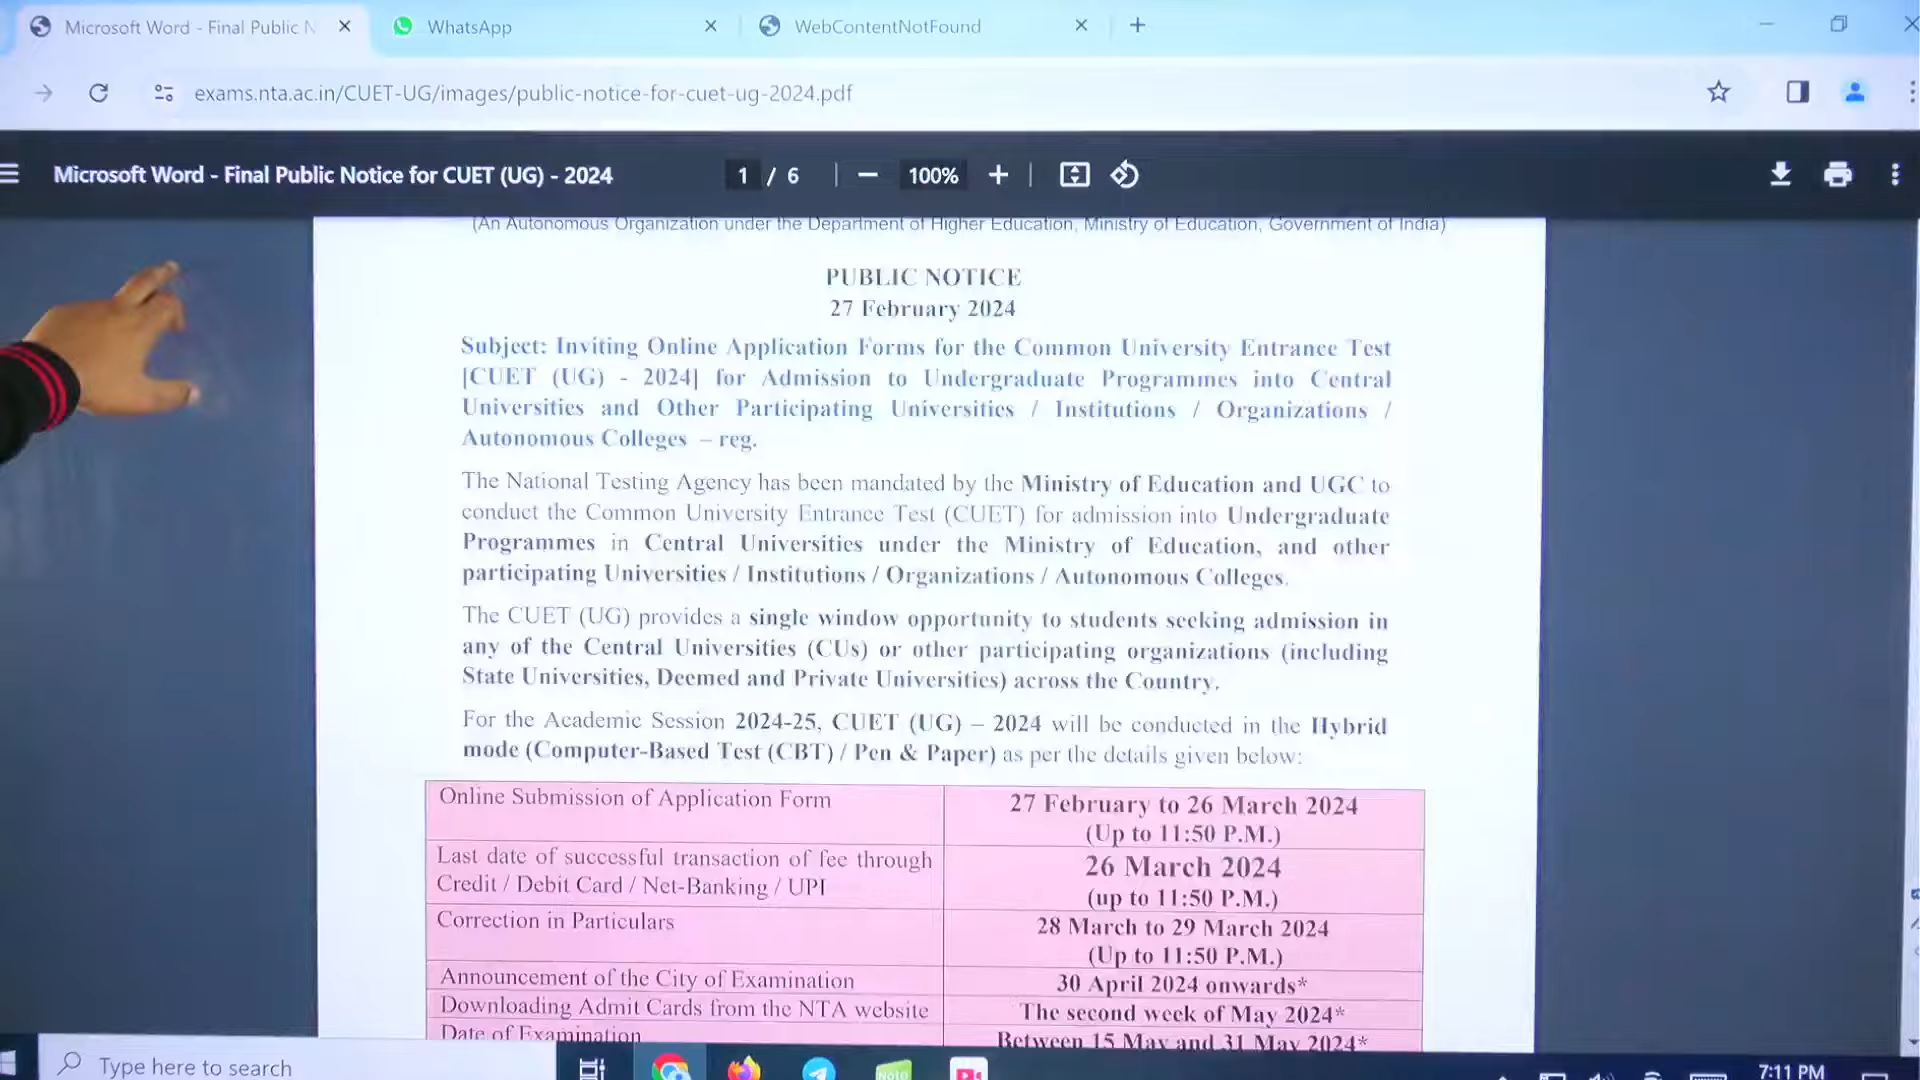 Microsoft Word - Final Public N
WhatsApp
WebContentNotFound
exams.nta.ac.in/CUET-UG/images/public-notice-for-cuet-ug-2024.pdf
Microsoft Word - Final Public Notice for CUET (UG) - 2024
1 / 6
100%
(An Autonomous Organization under the Department of Higher Education, Ministry of Education, Government of India)
PUBLIC NOTICE
27 February 2024
Subject: Inviting Online Application Forms for the Common University Entrance Test
[CUET (UG) - 2024] for Admission to Undergraduate Programmes into Central
Universities and Other Participating Universities / Institutions / Organizations /
Autonomous Colleges – reg.
The National Testing Agency has been mandated by the Ministry of Education and UGC to
conduct the Common University Entrance Test (CUET) for admission into Undergraduate
Programmes in Central Universities under the Ministry of Education, and other
participating Universities / Institutions / Organizations / Autonomous Colleges.
The CUET (UG) provides a single window opportunity to students seeking admission in
any of the Central Universities (CUs) or other participating organizations (including
State Universities, Deemed and Private Universities) across the Country.
For the Academic Session 2024-25, CUET (UG) – 2024 will be conducted in the Hybrid
mode (Computer-Based Test (CBT) / Pen & Paper) as per the details given below:
Online Submission of Application Form
27 February to 26 March 2024
(Up to 11:50 P.M.)
Last date of successful transaction of fee through
Credit / Debit Card / Net-Banking / UPI
26 March 2024
(up to 11:50 P.M.)
Correction in Particulars
28 March to 29 March 2024
(Up to 11:50 P.M.)
Announcement of the City of Examination
30 April 2024 onwards*
Downloading Admit Cards from the NTA website
The second week of May 2024*
Date of Examination
Between 15 May and 31 May 2024*
Type here to search
Note
7:11 PM